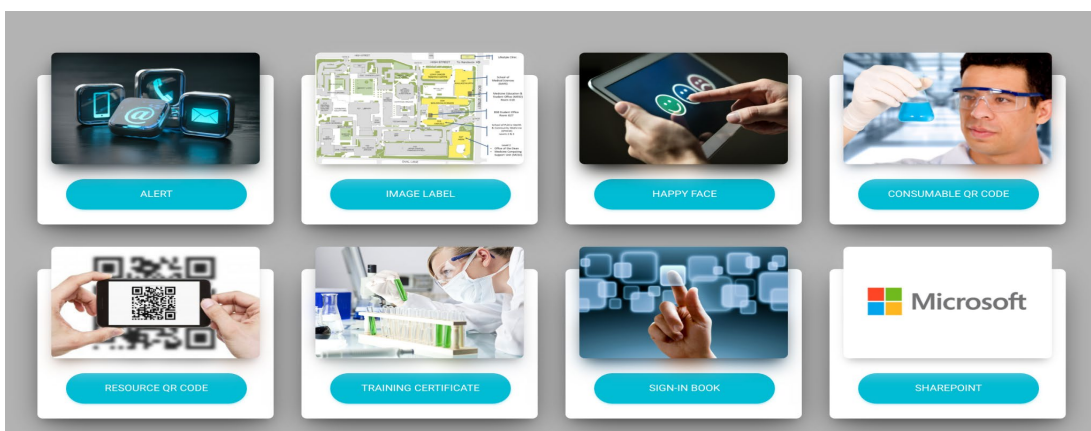 ALERT
IMAGE LABEL
HAPPY FACE
CONSUMABLE QR CODE
Microsoft
RESOURCE QR CODE
TRAINING CERTIFICATE
SIGN-IN BOOK
SHAREPOINT